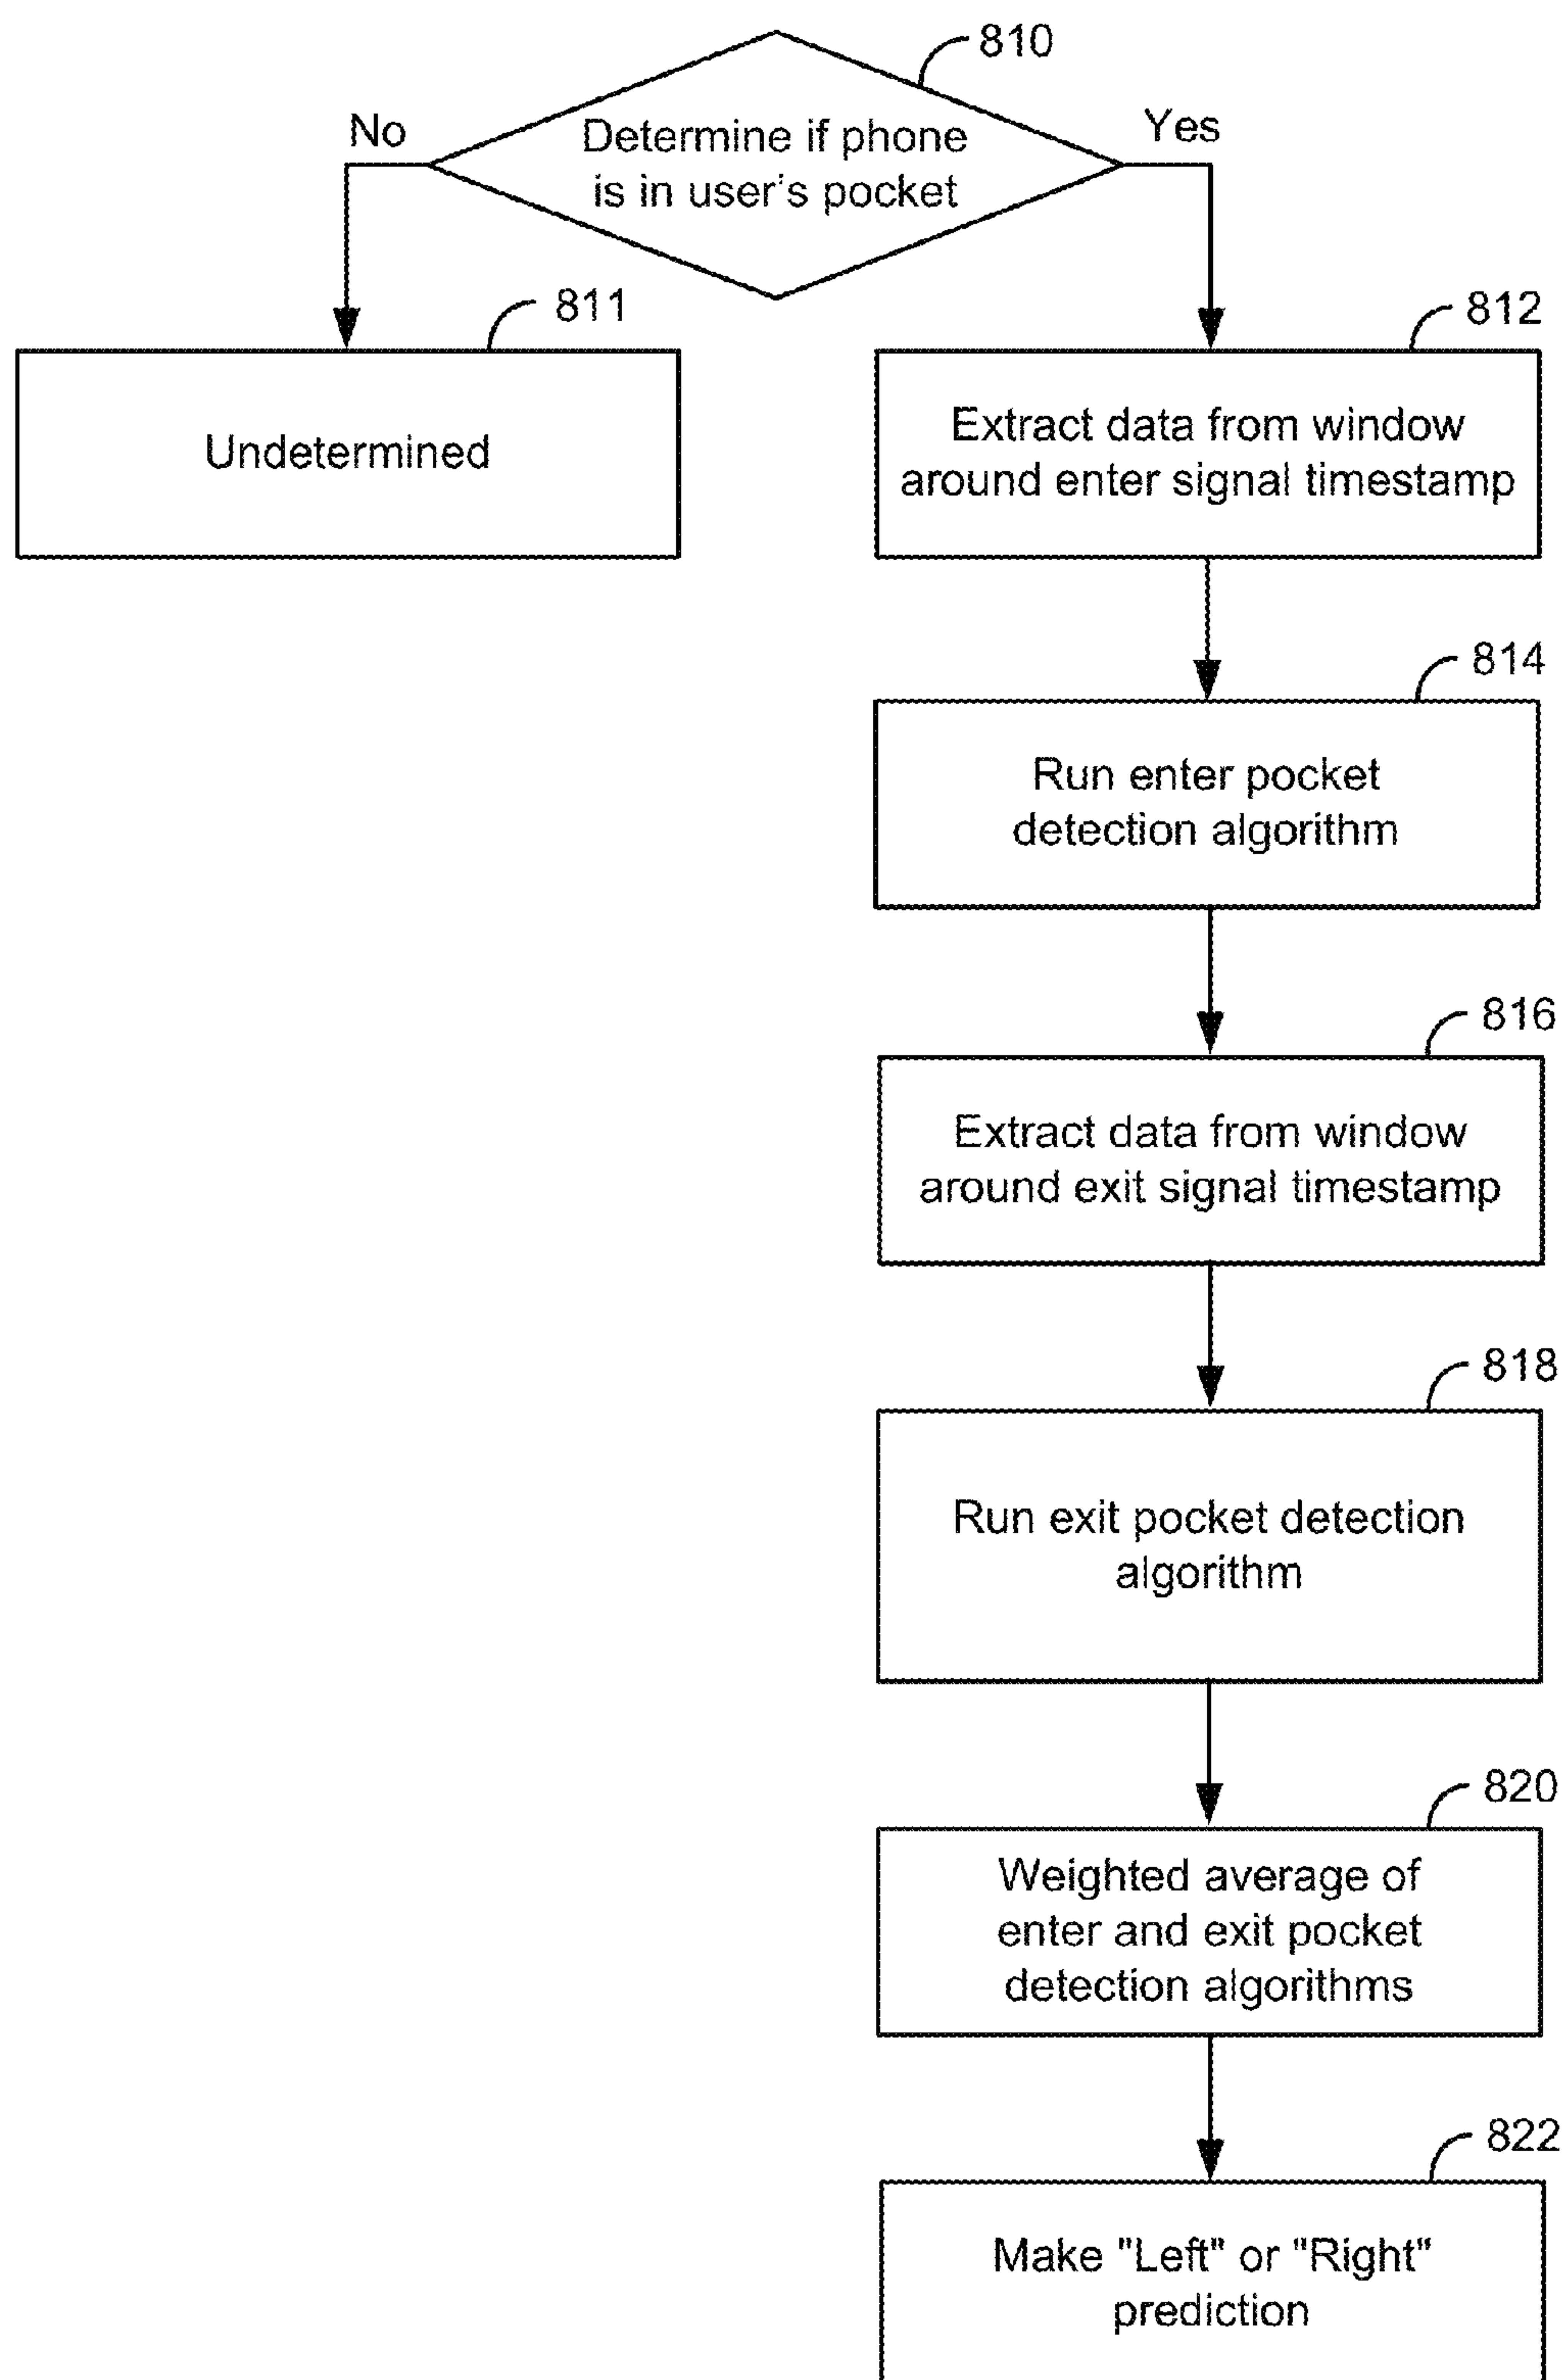 810
No
Yes
Determine if phone
is in user's pocket
811
812
Undetermined
Extract data from window
around enter signal timestamp
814
Run enter pocket
detection algorithm
816
Extract data from window
around exit signal timestamp
818
Run exit pocket detection
algorithm
820
Weighted average of
enter and exit pocket
detection algorithms
822
Make "Left" or "Right"
prediction